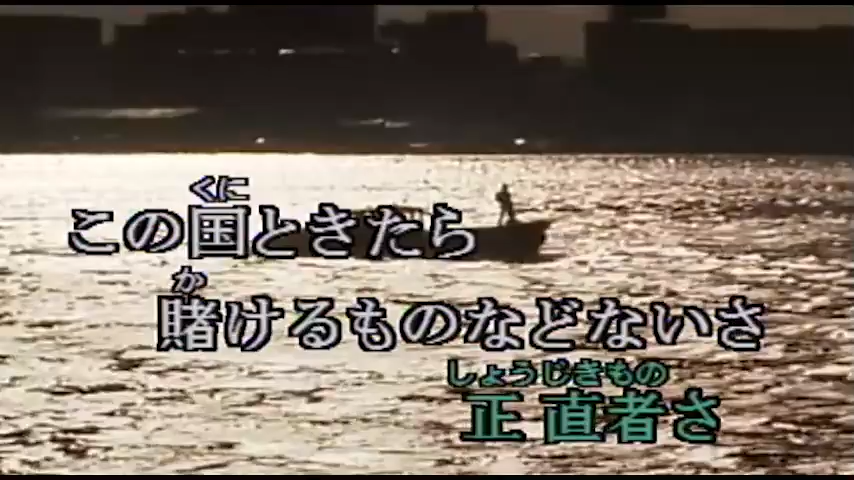 くに
この国ときたら
か
賭けるものなどないさ
しょうじきもの
正直者さ